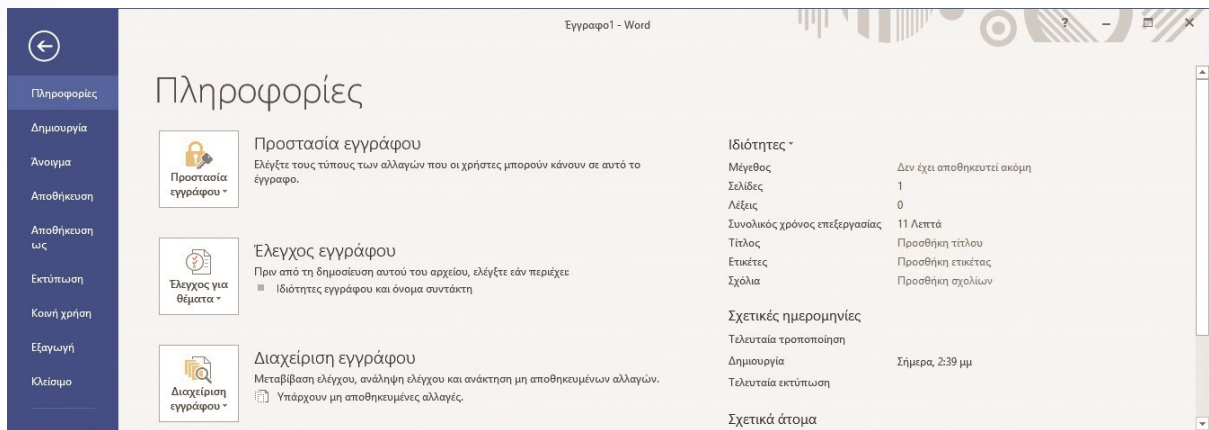 Έγγραφο1 - Word
?
Πληροφορίες
Δημιουργία
Άνοιγμα
Αποθήκευση
Αποθήκευση
ως
Εκτύπωση
Κοινή χρήση
Εξαγωγή
Κλείσιμο
Πληροφορίες
Προστασία
εγγράφου
Προστασία εγγράφου
Ελέγξτε τους τύπους των αλλαγών που οι χρήστες μπορούν κάνουν σε αυτό το
έγγραφο.
Έλεγχος για
θέματα
Έλεγχος εγγράφου
Πριν από τη δημοσίευση αυτού του αρχείου, ελέγξτε εάν περιέχει:
Ιδιότητες εγγράφου και όνομα συντάκτη
Διαχείριση
εγγράφου
Διαχείριση εγγράφου
Μεταβίβαση ελέγχου, ανάληψη ελέγχου και ανάκτηση μη αποθηκευμένων αλλαγών.
Υπάρχουν μη αποθηκευμένες αλλαγές.
Ιδιότητες
Μέγεθος Δεν έχει αποθηκευτεί ακόμη
Σελίδες 1
Λέξεις 0
Συνολικός χρόνος επεξεργασίας 11 Λεπτά
Τίτλος Προσθήκη τίτλου
Ετικέτες Προσθήκη ετικέτας
Σχόλια Προσθήκη σχολίων
Σχετικές ημερομηνίες
Τελευταία τροποποίηση
Δημιουργία Σήμερα, 2:39 μμ
Τελευταία εκτύπωση
Σχετικά άτομα